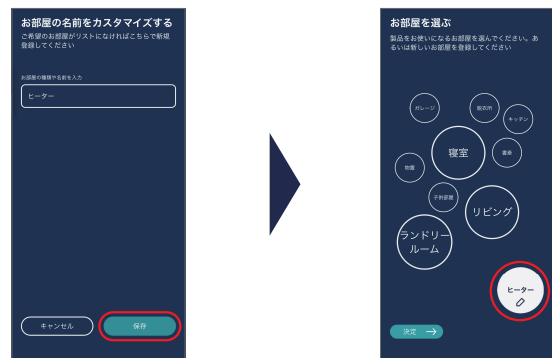 お部屋の名前をカスタマイズする
ご希望のお部屋がリストになければこちらで新規
登録してください
お部屋の種類や名前を入力
ヒーター
キャンセル
保存
お部屋を選ぶ
製品をお使いになるお部屋を選んでください。あ
るいは新しいお部屋を登録してください
ガレージ
脱衣所
キッチン
寝室
書斎
物置
子供部屋
リビング
ランドリー
ルーム
ヒーター
決定